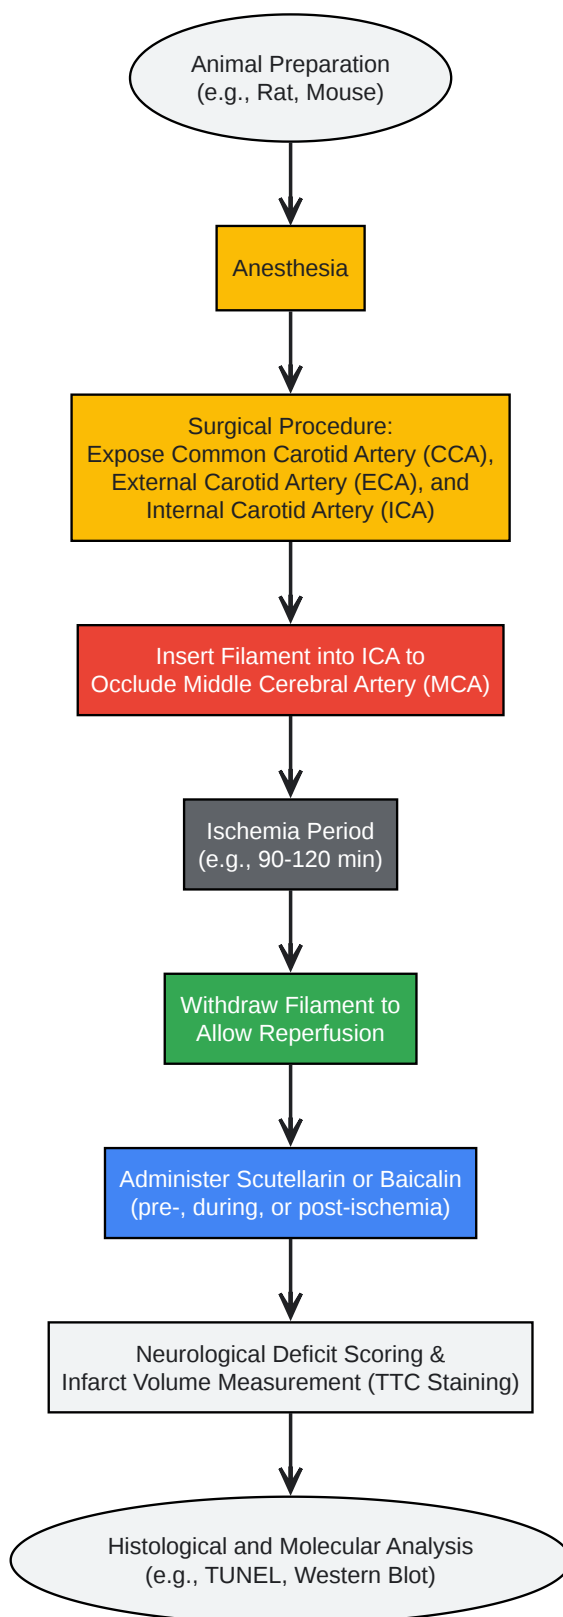 Animal Preparation
(e.g., Rat, Mouse)
Anesthesia
Surgical Procedure:
Expose Common Carotid Artery (CCA),
External Carotid Artery (ECA), and
Internal Carotid Artery (ICA)
Insert Filament into ICA to
Occlude Middle Cerebral Artery (MCA)
Ischemia Period
(e.g., 90-120 min)
Withdraw Filament to
Allow Reperfusion
Administer Scutellarin or Baicalin
(pre-, during, or post-ischemia)
Neurological Deficit Scoring &
Infarct Volume Measurement (TTC Staining)
Histological and Molecular Analysis
(e.g., TUNEL, Western Blot)